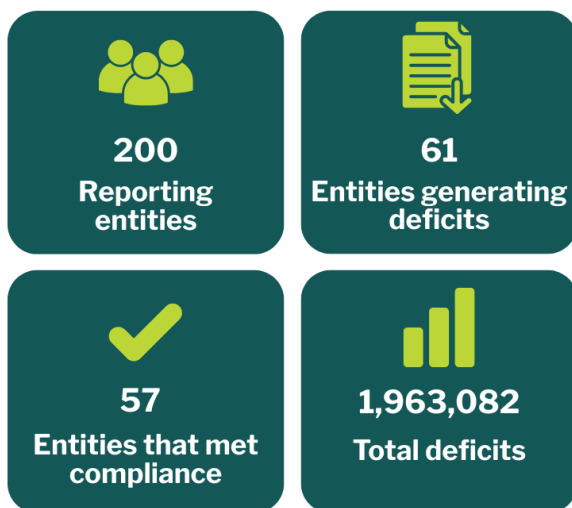 200
Reporting
entities
61
Entities generating
deficits
57
Entities that met
compliance
1,963,082
Total deficits